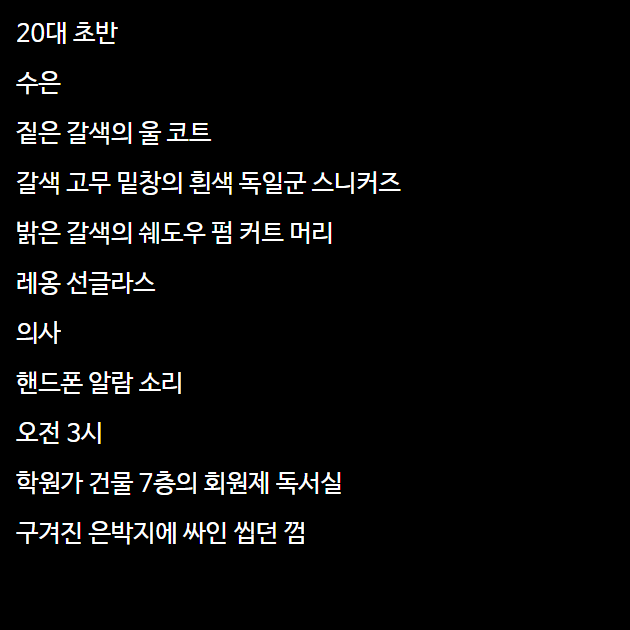 20대 초반
수은
짙은 갈색의 울 코트
갈색 고무 밑창의 흰색 독일군 스니커즈
밝은 갈색의 쉐도우 펌 커트 머리
레옹 선글라스
의사
핸드폰 알람 소리
오전 3시
학원가 건물 7층의 회원제 독서실
구겨진 은박지에 싸인 씹던 껌